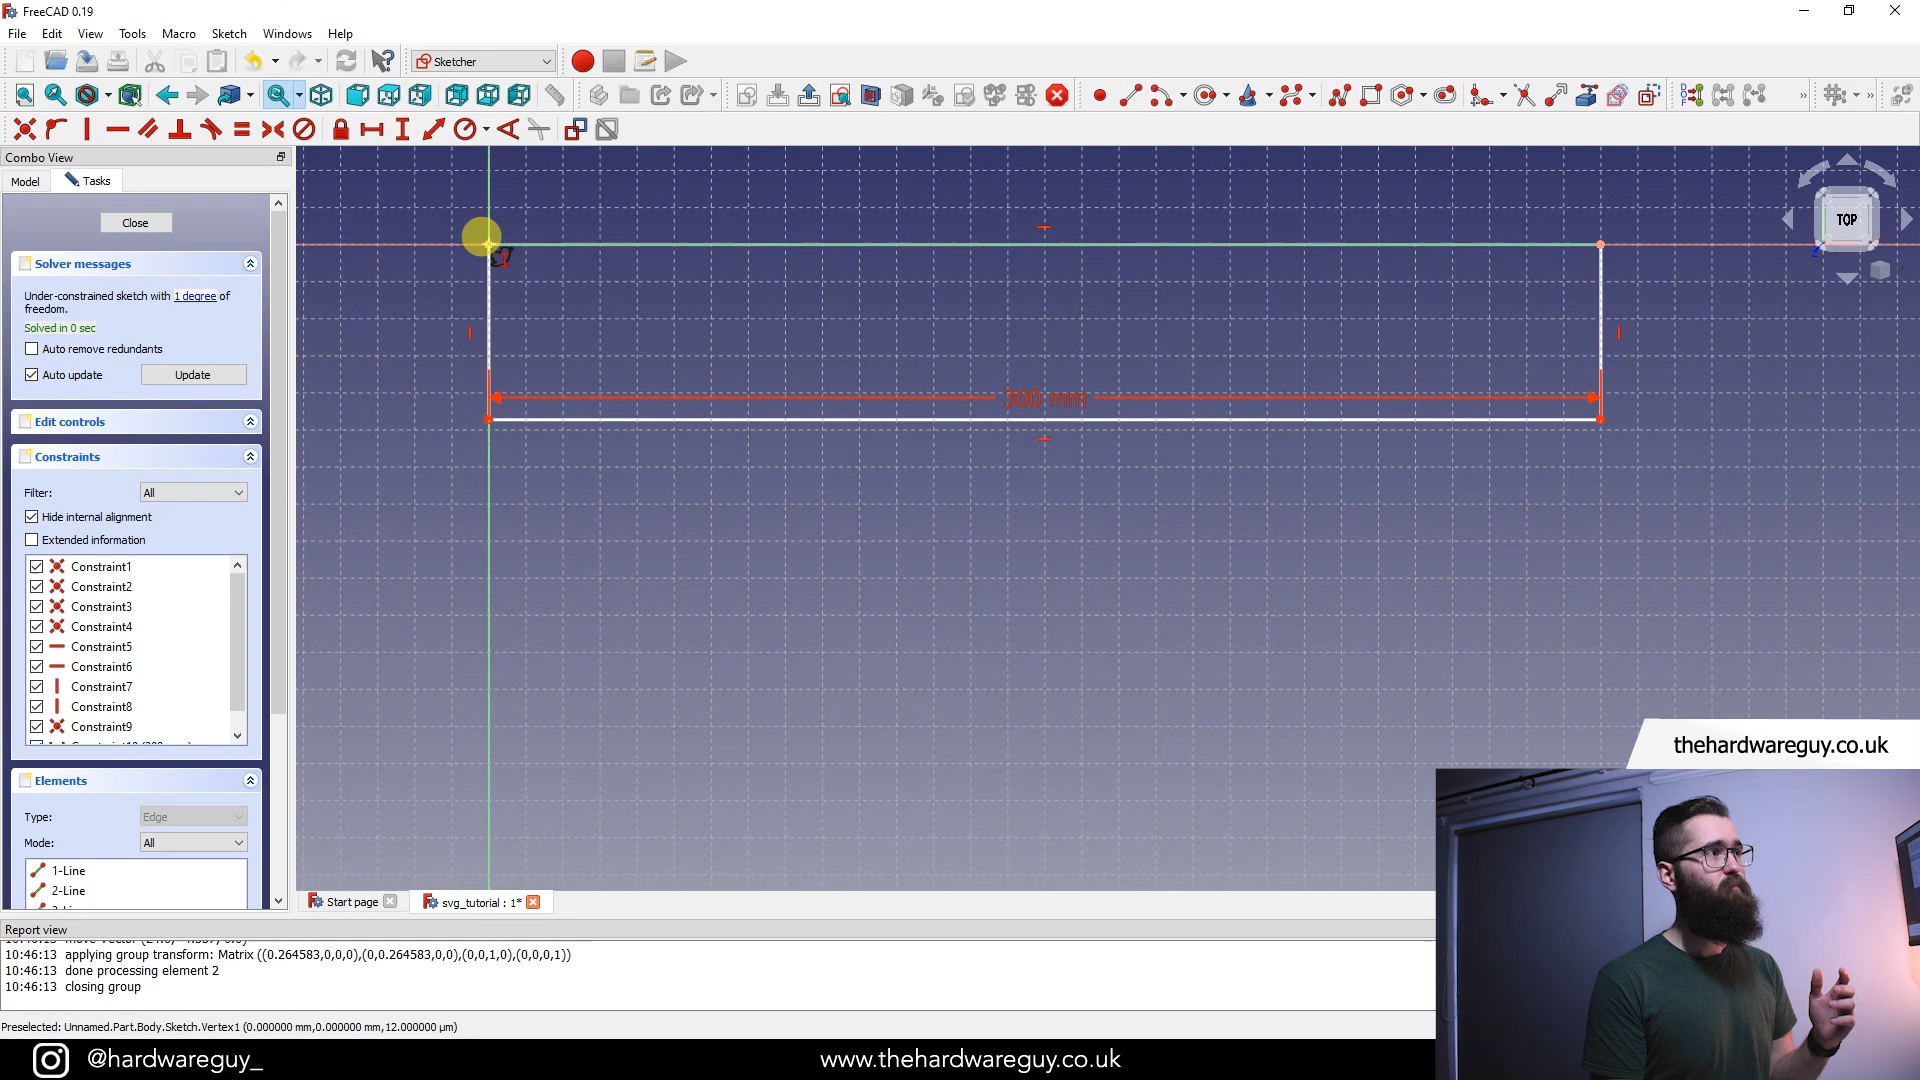 FreeCAD 0.19
File Edit View Tools Macro Sketch Windows Help
Sketcher
Combo View
Model Tasks
Close
Solver messages
Under-constrained sketch with 1 degree of
freedom.
Solved in 0 sec
Auto remove redundants
Auto update Update
Edit controls
Constraints
Filter: All
Hide internal alignment
Extended information
Constraint1
Constraint2
Constraint3
Constraint4
Constraint5
Constraint6
Constraint7
Constraint8
Constraint9
Elements
Type: Edge
Mode: All
1-Line
2-Line
300 mm
TOP
Start page svg_tutorial : 1*
Report view
10:46:13 applying group transform: Matrix ((0.264583,0,0,0),(0,0.264583,0,0),(0,0,1,0),(0,0,0,1))
10:46:13 done processing element 2
10:46:13 closing group
Preselected: Unnamed.Part.Body.Sketch.Vertex1 (0.000000 mm,0.000000 mm,12.000000 µm)
thehardwareguy.co.uk
@hardwareguy_
www.thehardwareguy.co.uk